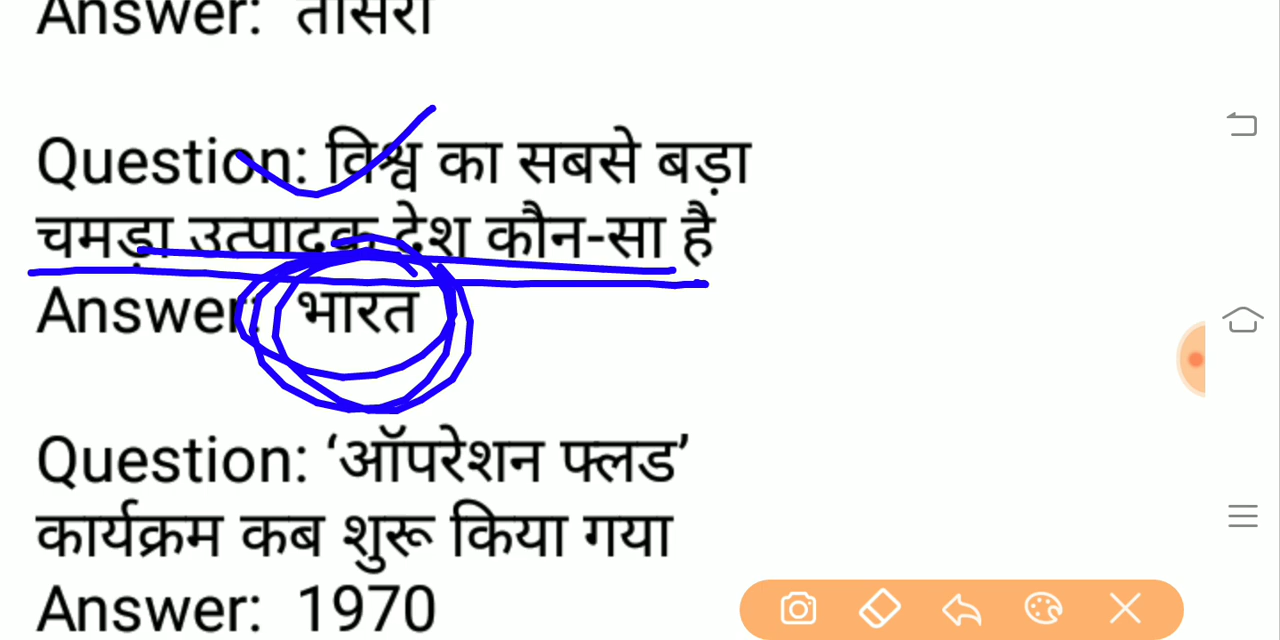 Answer: तीसरा
Question: विश्व का सबसे बड़ा
चमड़ा उत्पादक देश कौन-सा है
Answer: भारत
Question: ‘ऑपरेशन फ्लड’
कार्यक्रम कब शुरू किया गया
Answer: 1970